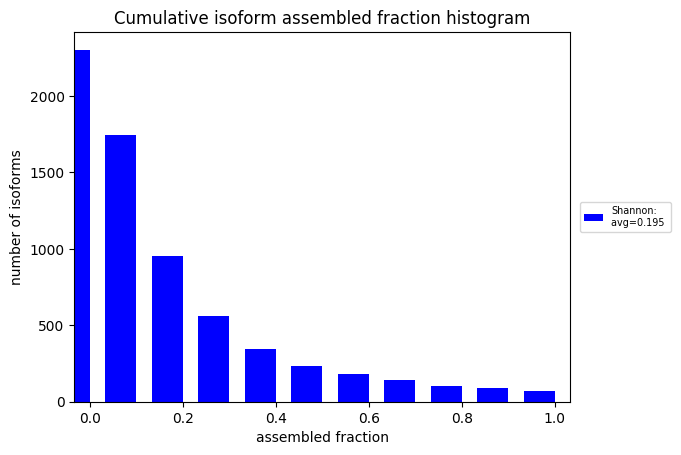 Cumulative isoform assembled fraction histogram
number of isoforms
2000
1500
1000
500
0
0.0 0.2 0.4 0.6 0.8 1.0
assembled fraction
Shannon:
avg=0.195